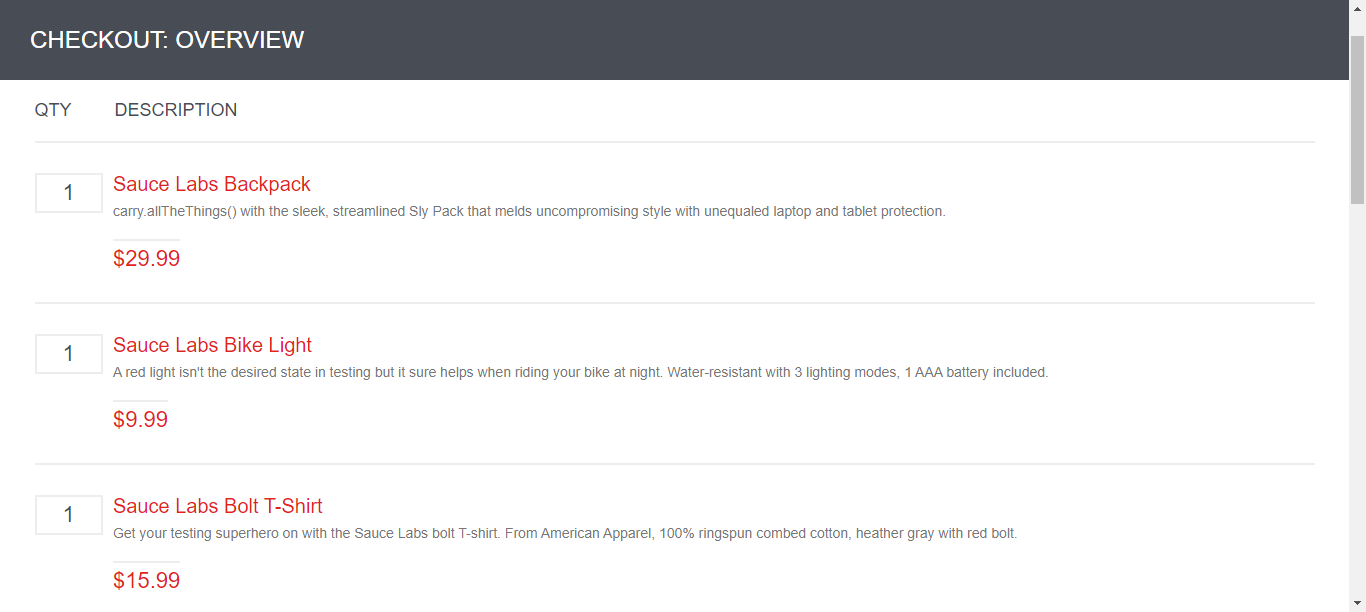 CHECKOUT: OVERVIEW
QTY DESCRIPTION
1 Sauce Labs Backpack
carry.allTheThings() with the sleek, streamlined Sly Pack that melds uncompromising style with unequaled laptop and tablet protection.
$29.99
1 Sauce Labs Bike Light
A red light isn't the desired state in testing but it sure helps when riding your bike at night. Water-resistant with 3 lighting modes, 1 AAA battery included.
$9.99
1 Sauce Labs Bolt T-Shirt
Get your testing superhero on with the Sauce Labs bolt T-shirt. From American Apparel, 100% ringspun combed cotton, heather gray with red bolt.
$15.99